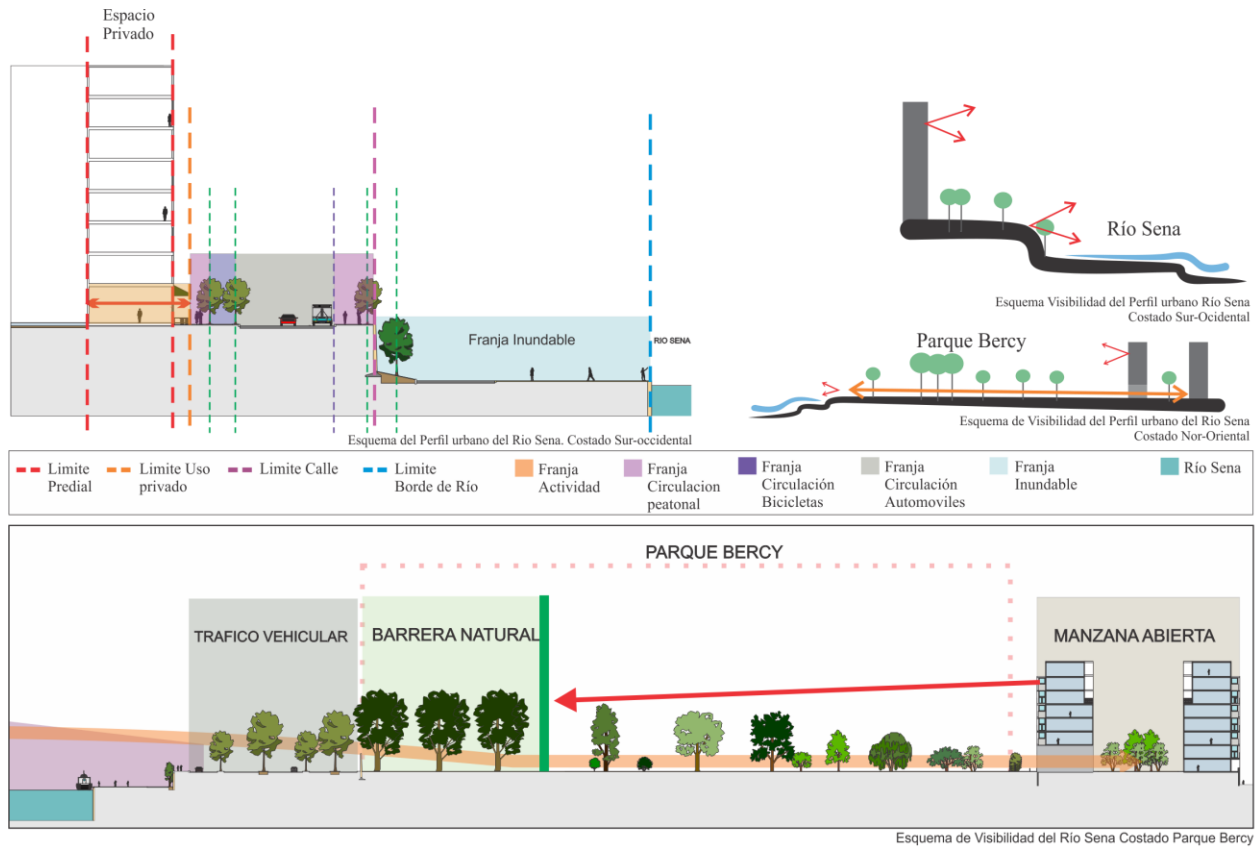 Espacio
Privado
Franja Inundable
RIO SENA
Esquema del Perfil urbano del Rio Sena. Costado Sur-occidental
Río Sena
Esquema Visibilidad del Perfil urbano Río Sena
Costado Sur-Ocidental
Parque Bercy
Esquema de Visibilidad del Perfil urbano del Río Sena
Costado Nor-Oriental
Limite
Predial
Limite Uso
privado
Limite Calle
Limite
Borde de Río
Franja
Actividad
Franja
Circulacion
peatonal
Franja
Circulación
Bicicletas
Franja
Circulación
Automoviles
Franja
Inundable
Río Sena
PARQUE BERCY
TRAFICO VEHICULAR
BARRERA NATURAL
MANZANA ABIERTA
Esquema de Visibilidad del Río Sena Costado Parque Bercy